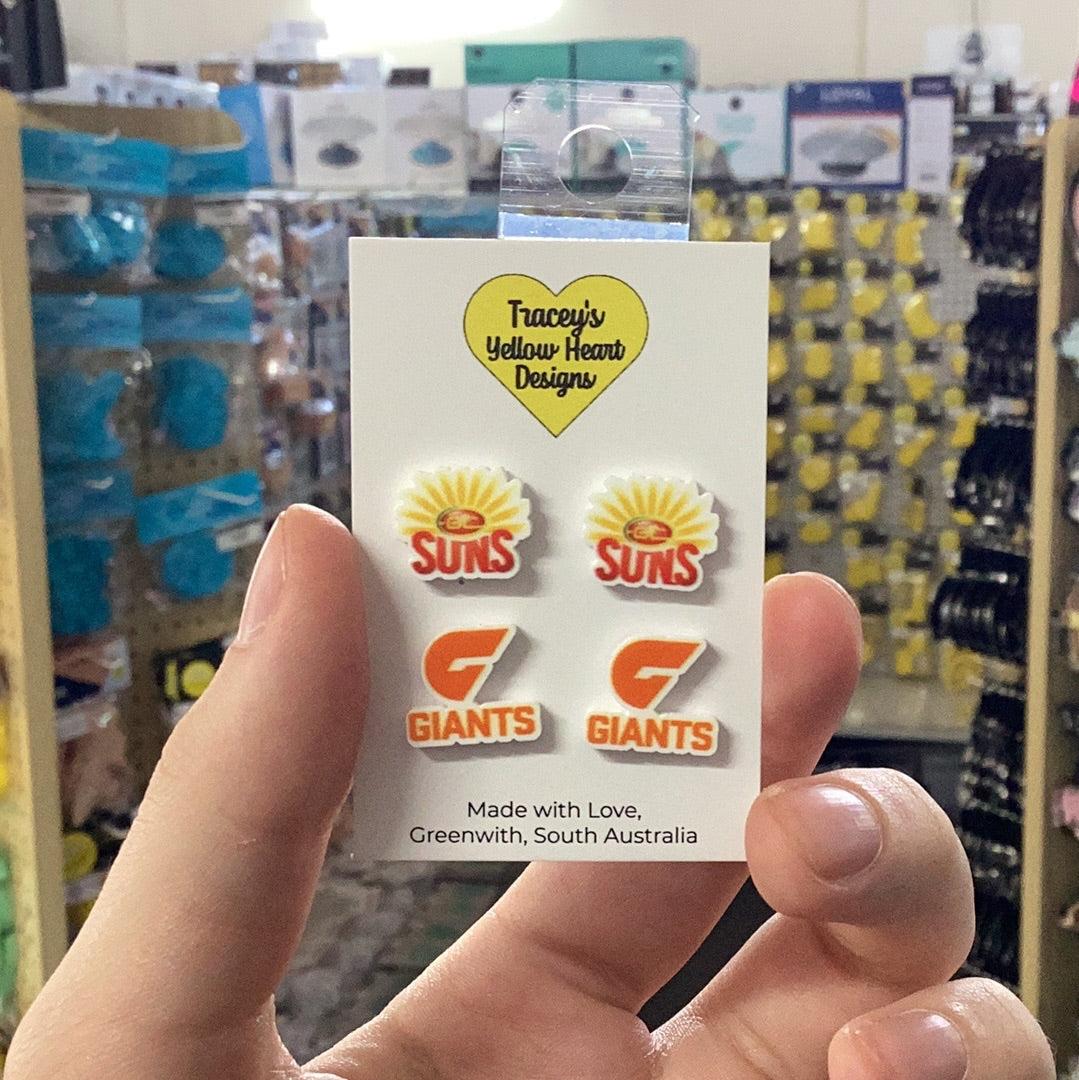 Tracey's
Yellow Heart
Designs
SUNS
SUNS
GIANTS
GIANTS
Made with Love,
Greenwith, South Australia